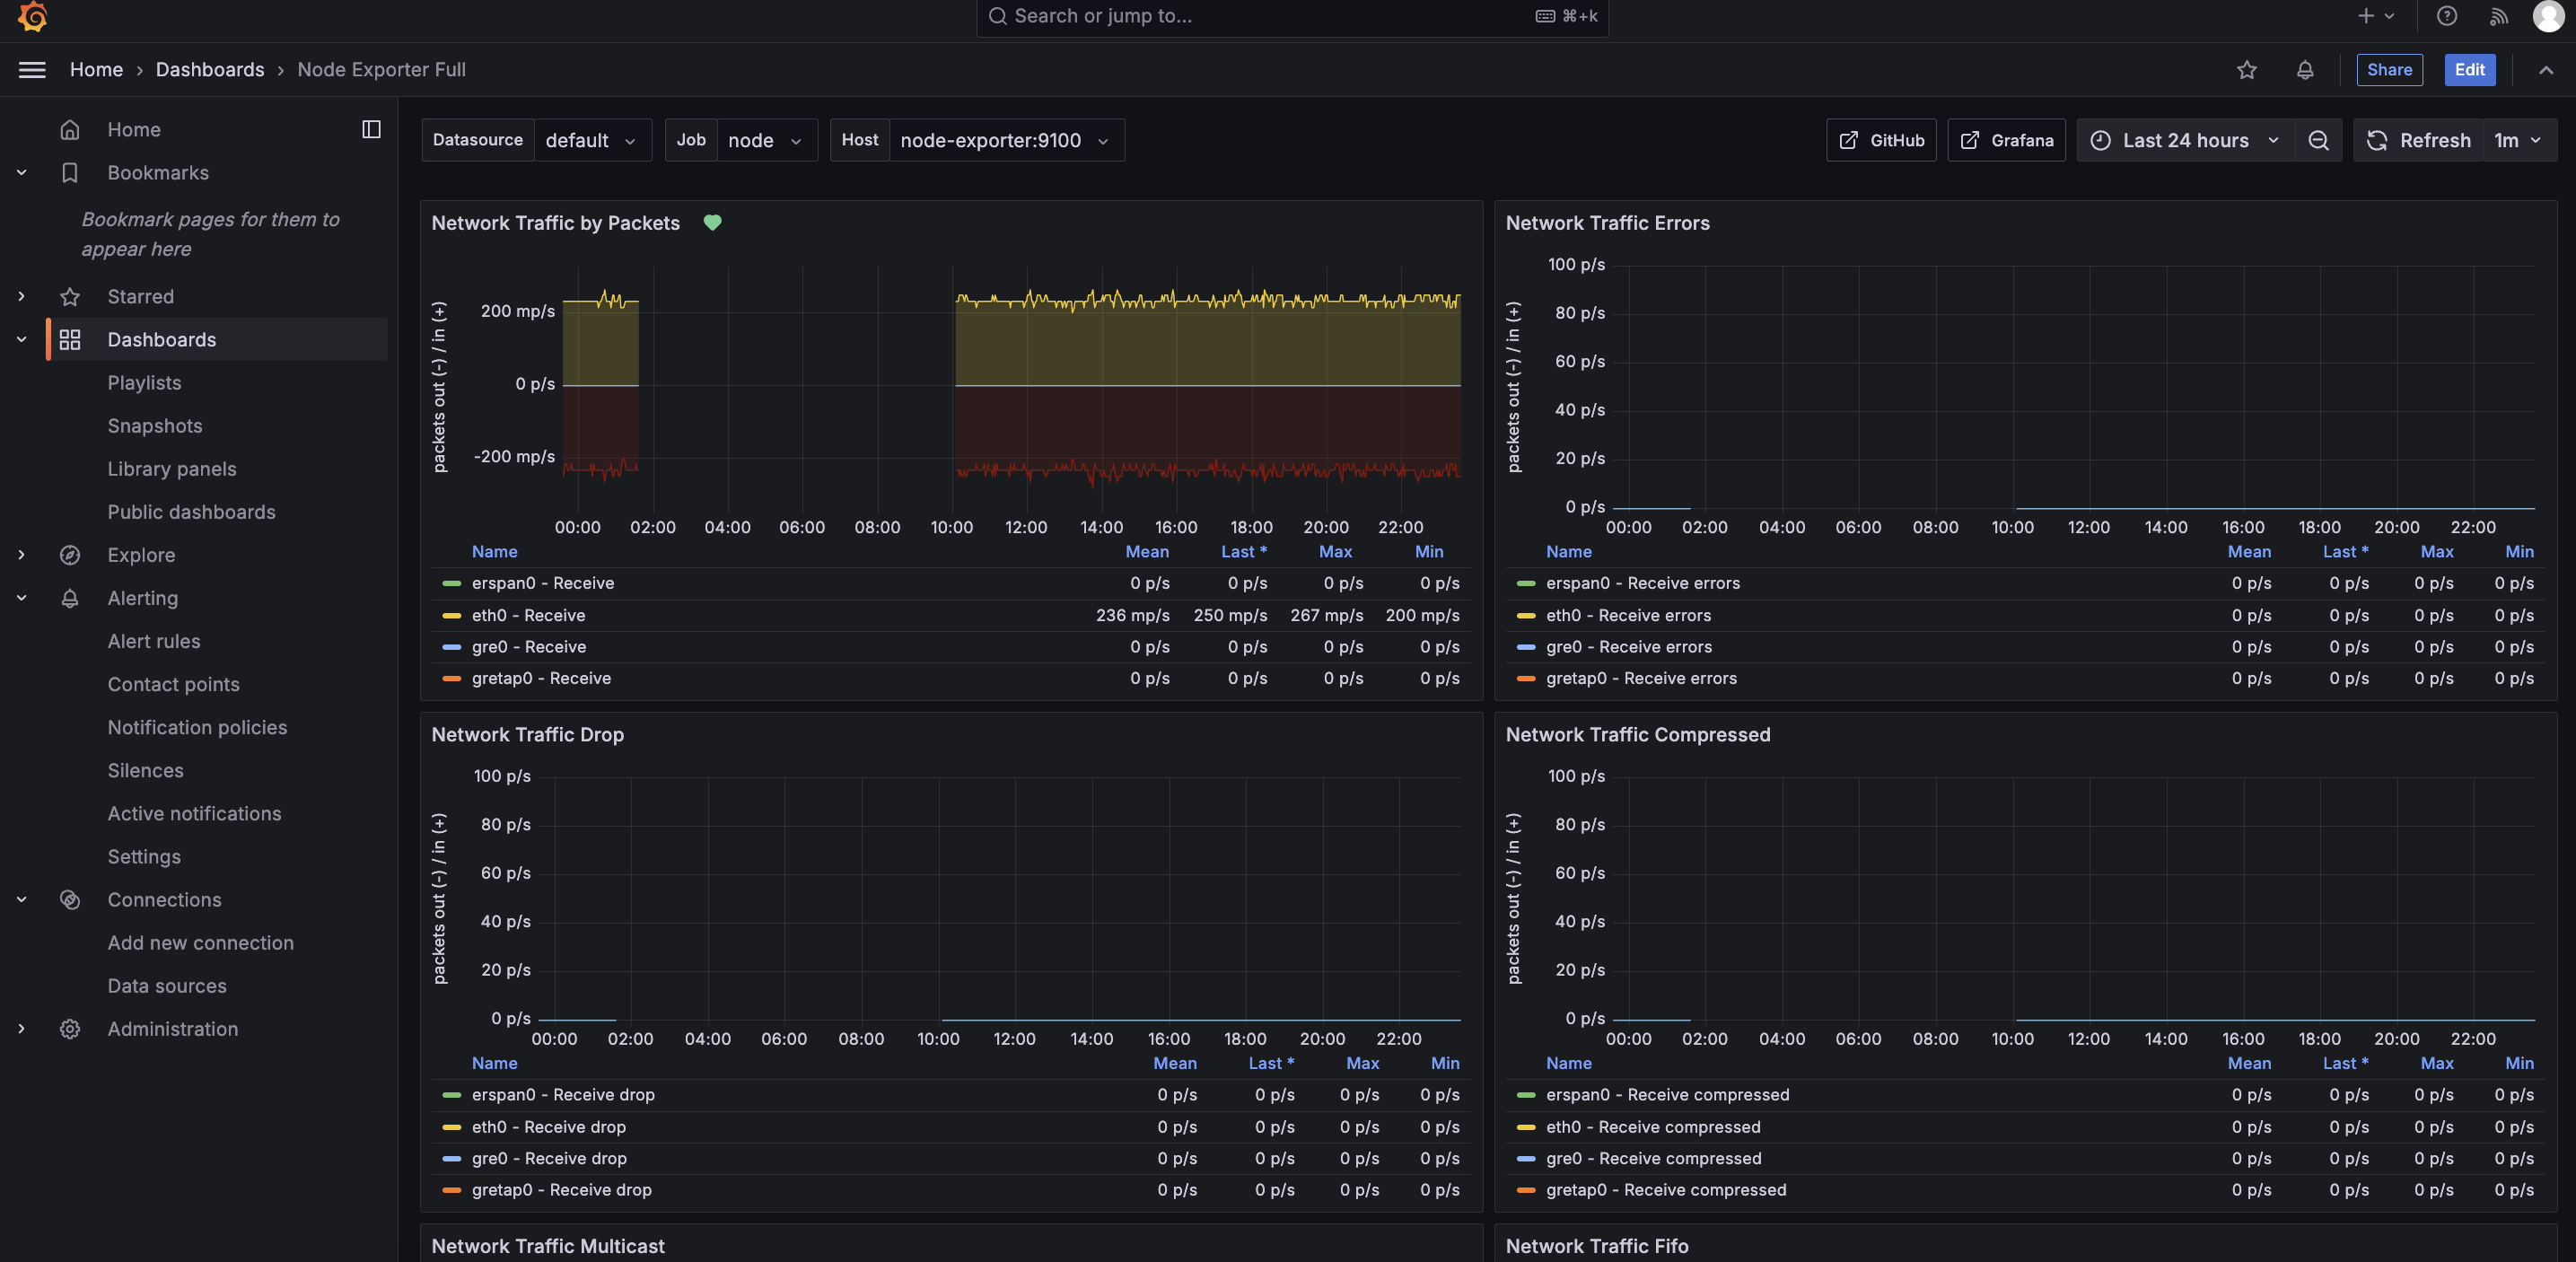 Search or jump to...
⌘+k
Home › Dashboards › Node Exporter Full
Share
Edit
Home
Bookmarks
Bookmark pages for them to
appear here
Starred
Dashboards
Playlists
Snapshots
Library panels
Public dashboards
Explore
Alerting
Alert rules
Contact points
Notification policies
Silences
Active notifications
Settings
Connections
Add new connection
Data sources
Administration
Datasource default
Job node
Host node-exporter:9100
GitHub
Grafana
Last 24 hours
Refresh
1m
Network Traffic by Packets
packets out (-) / in (+)
200 mp/s
0 p/s
-200 mp/s
00:00 02:00 04:00 06:00 08:00 10:00 12:00 14:00 16:00 18:00 20:00 22:00
Name Mean Last * Max Min
erspan0 - Receive 0 p/s 0 p/s 0 p/s 0 p/s
eth0 - Receive 236 mp/s 250 mp/s 267 mp/s 200 mp/s
gre0 - Receive 0 p/s 0 p/s 0 p/s 0 p/s
gretap0 - Receive 0 p/s 0 p/s 0 p/s 0 p/s
Network Traffic Errors
packets out (-) / in (+)
100 p/s
80 p/s
60 p/s
40 p/s
20 p/s
0 p/s
00:00 02:00 04:00 06:00 08:00 10:00 12:00 14:00 16:00 18:00 20:00 22:00
Name Mean Last * Max Min
erspan0 - Receive errors 0 p/s 0 p/s 0 p/s 0 p/s
eth0 - Receive errors 0 p/s 0 p/s 0 p/s 0 p/s
gre0 - Receive errors 0 p/s 0 p/s 0 p/s 0 p/s
gretap0 - Receive errors 0 p/s 0 p/s 0 p/s 0 p/s
Network Traffic Drop
packets out (-) / in (+)
100 p/s
80 p/s
60 p/s
40 p/s
20 p/s
0 p/s
00:00 02:00 04:00 06:00 08:00 10:00 12:00 14:00 16:00 18:00 20:00 22:00
Name Mean Last * Max Min
erspan0 - Receive drop 0 p/s 0 p/s 0 p/s 0 p/s
eth0 - Receive drop 0 p/s 0 p/s 0 p/s 0 p/s
gre0 - Receive drop 0 p/s 0 p/s 0 p/s 0 p/s
gretap0 - Receive drop 0 p/s 0 p/s 0 p/s 0 p/s
Network Traffic Compressed
packets out (-) / in (+)
100 p/s
80 p/s
60 p/s
40 p/s
20 p/s
0 p/s
00:00 02:00 04:00 06:00 08:00 10:00 12:00 14:00 16:00 18:00 20:00 22:00
Name Mean Last * Max Min
erspan0 - Receive compressed 0 p/s 0 p/s 0 p/s 0 p/s
eth0 - Receive compressed 0 p/s 0 p/s 0 p/s 0 p/s
gre0 - Receive compressed 0 p/s 0 p/s 0 p/s 0 p/s
gretap0 - Receive compressed 0 p/s 0 p/s 0 p/s 0 p/s
Network Traffic Multicast
Network Traffic Fifo